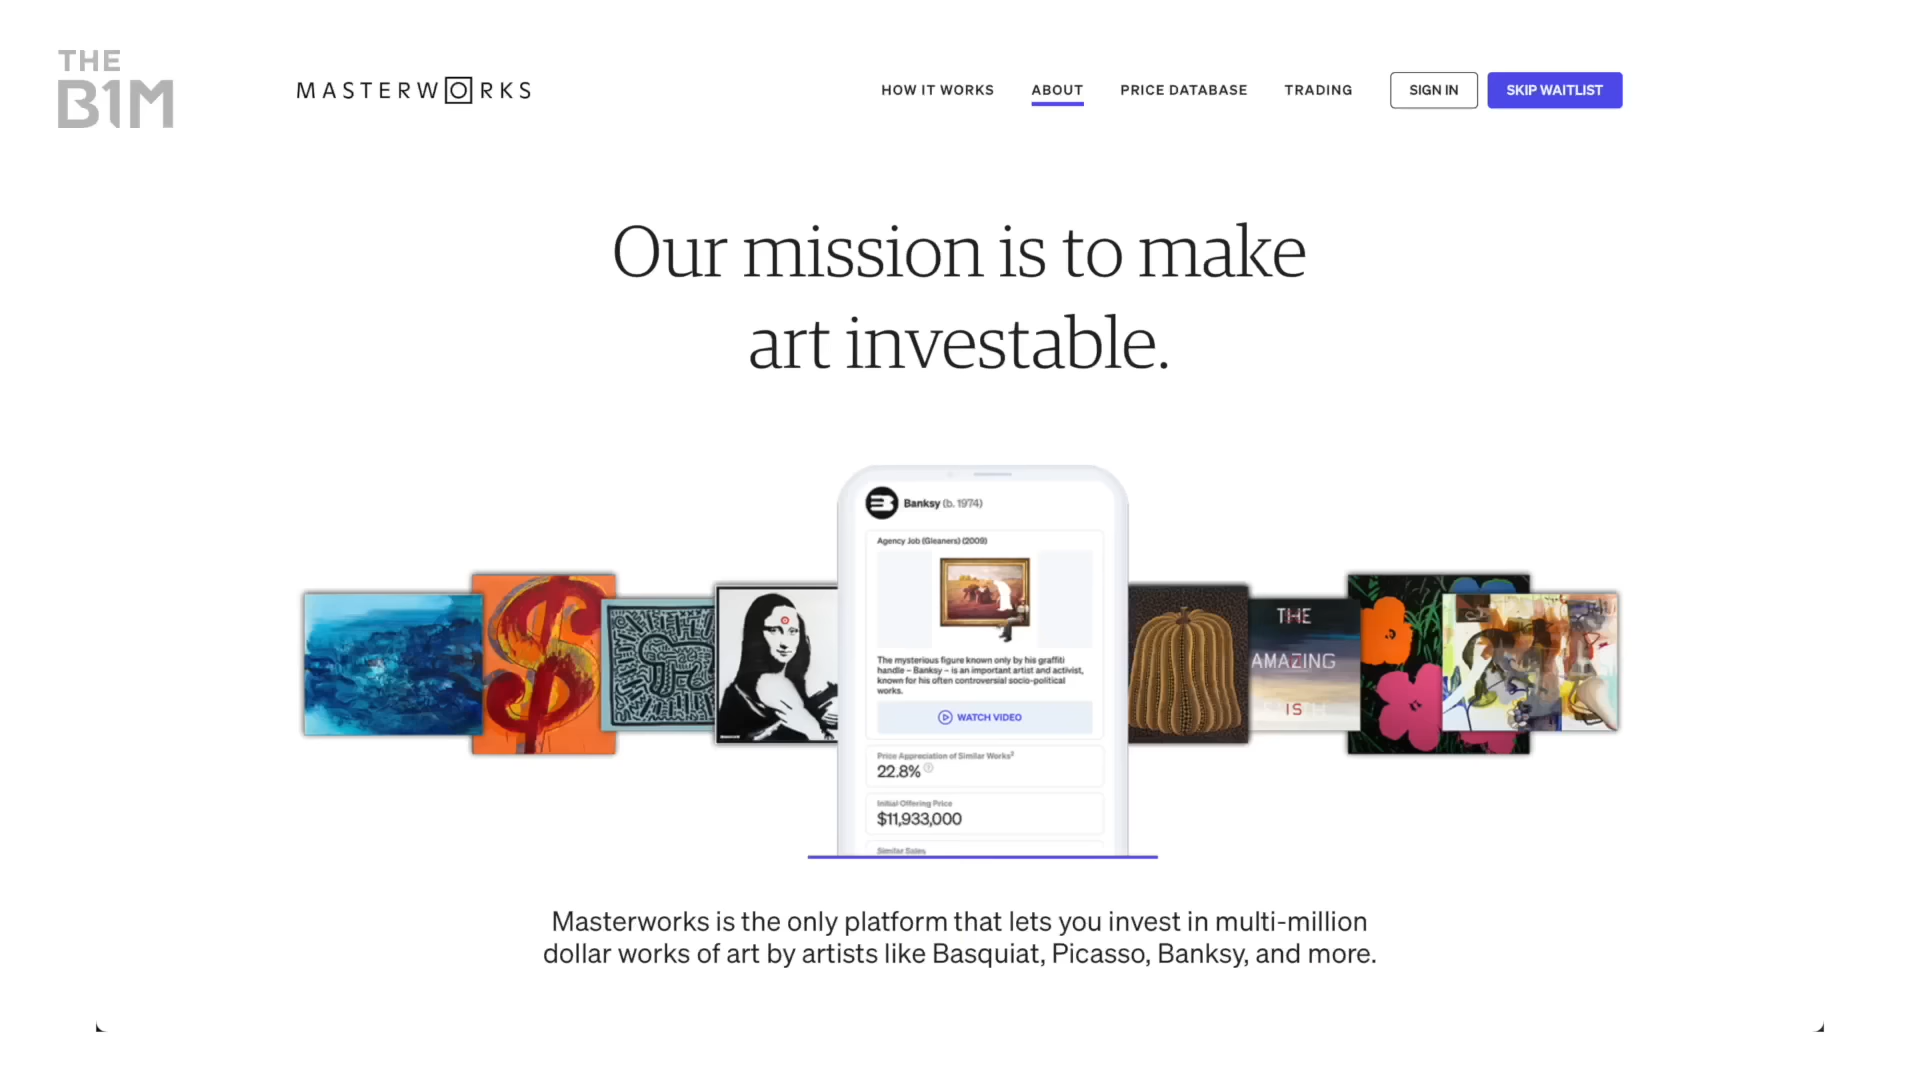 THE
B1M
MASTERWORKS
HOW IT WORKS
ABOUT
PRICE DATABASE
TRADING
SIGN IN
SKIP WAITLIST
Our mission is to make
art investable.
Banksy (b. 1974)
Agency Job (Gleaners) (2009)
The mysterious figure known only by his graffiti
handle – Banksy – is an important artist and activist,
known for his often controversial socio-political
works.
WATCH VIDEO
Price Appreciation of Similar Works²
22.8%
Initial Offering Price
$11,933,000
Similar Sales
THE
AMAZING
IS
Masterworks is the only platform that lets you invest in multi-million
dollar works of art by artists like Basquiat, Picasso, Banksy, and more.